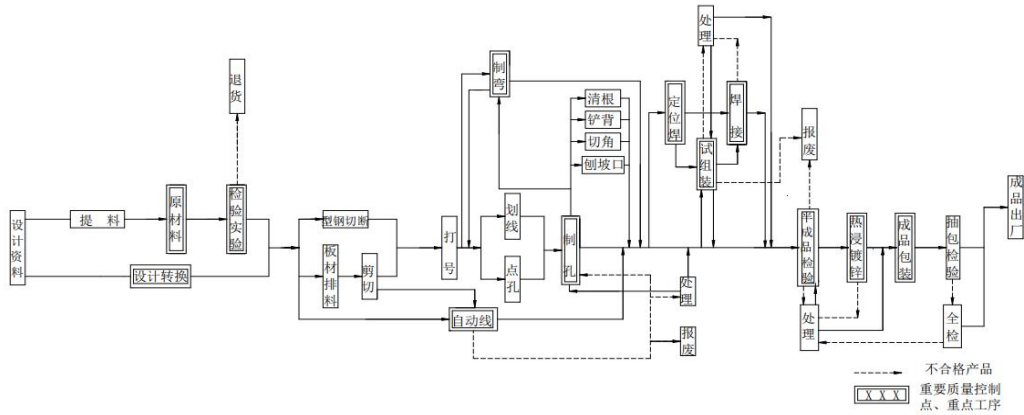 设计资料
提 料
设计转换
原材料
检验实验
退货
型钢切断
板材排料
剪切
自动线
打号
制弯
划线
点孔
制孔
清根
铲背
切角
刨坡口
处理
报废
定位焊
处理
试组装
焊接
报废
半成品检验
处理
热浸镀锌
成品包装
抽包检验
全检
成品出厂
不合格产品
XXX
重要质量控制
点、重点工序